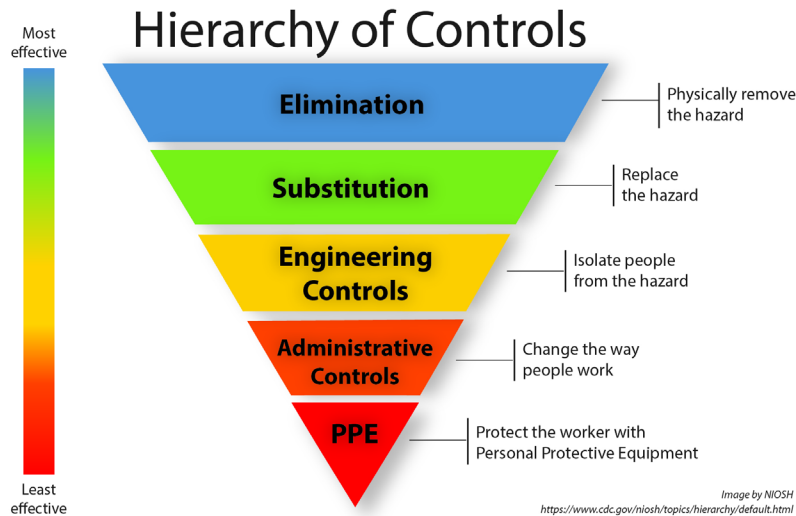 Hierarchy of Controls
Most
effective
Elimination
Physically remove
the hazard
Substitution
Replace
the hazard
Engineering
Controls
Isolate people
from the hazard
Administrative
Controls
Change the way
people work
PPE
Protect the worker with
Personal Protective Equipment
Least
effective
Image by NIOSH
https://www.cdc.gov/niosh/topics/hierarchy/default.html